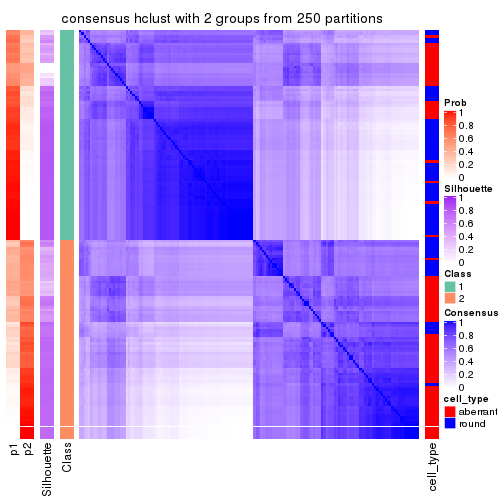 consensus hclust with 2 groups from 250 partitions
Prob
1
0.8
0.6
0.4
0.2
0
Silhouette
1
0.8
0.6
0.4
0.2
0
Class
1
2
Consensus
1
0.8
0.6
0.4
0.2
0
cell_type
aberrant
round
p1
p2
Silhouette
Class
cell_type